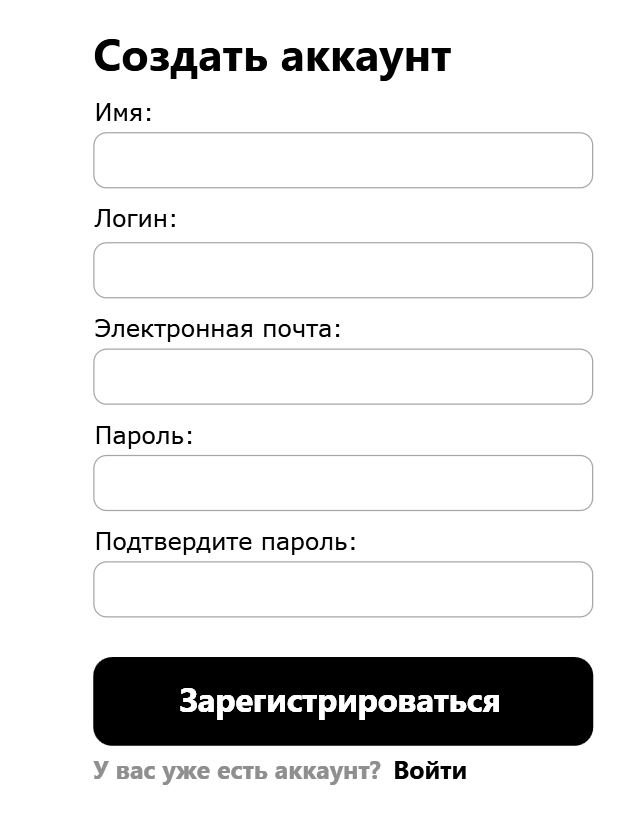 Создать аккаунт
Имя:
Логин:
Электронная почта:
Пароль:
Подтвердите пароль:
Зарегистрироваться
У вас уже есть аккаунт? Войти